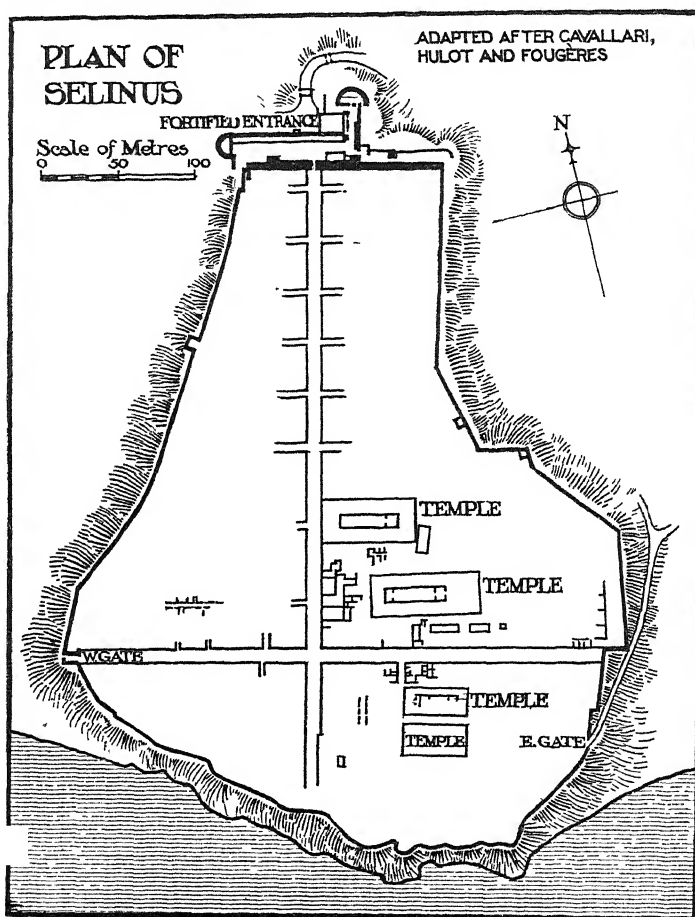 PLAN OF
SELINUS
ADAPTED AFTER CAVALLARI,
HULOT AND FOUGÈRES
FORTIFIED ENTRANCE
Scale of Metres
0 50 100
N
TEMPLE
TEMPLE
W. GATE
TEMPLE
TEMPLE
E. GATE